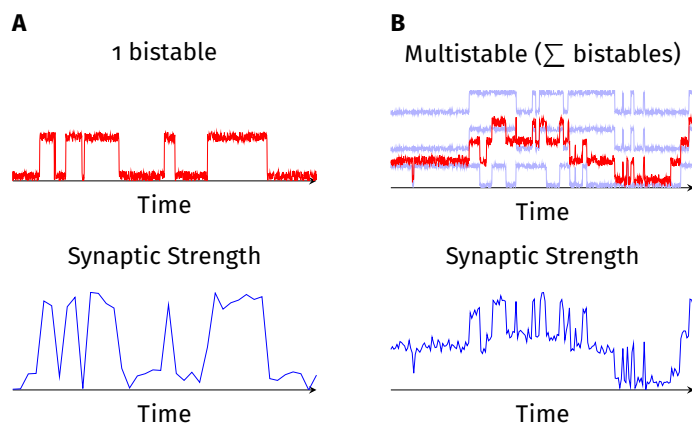 A
1 bistable
Time
Synaptic Strength
Time
B
Multistable (∑ bistables)
Time
Synaptic Strength
Time